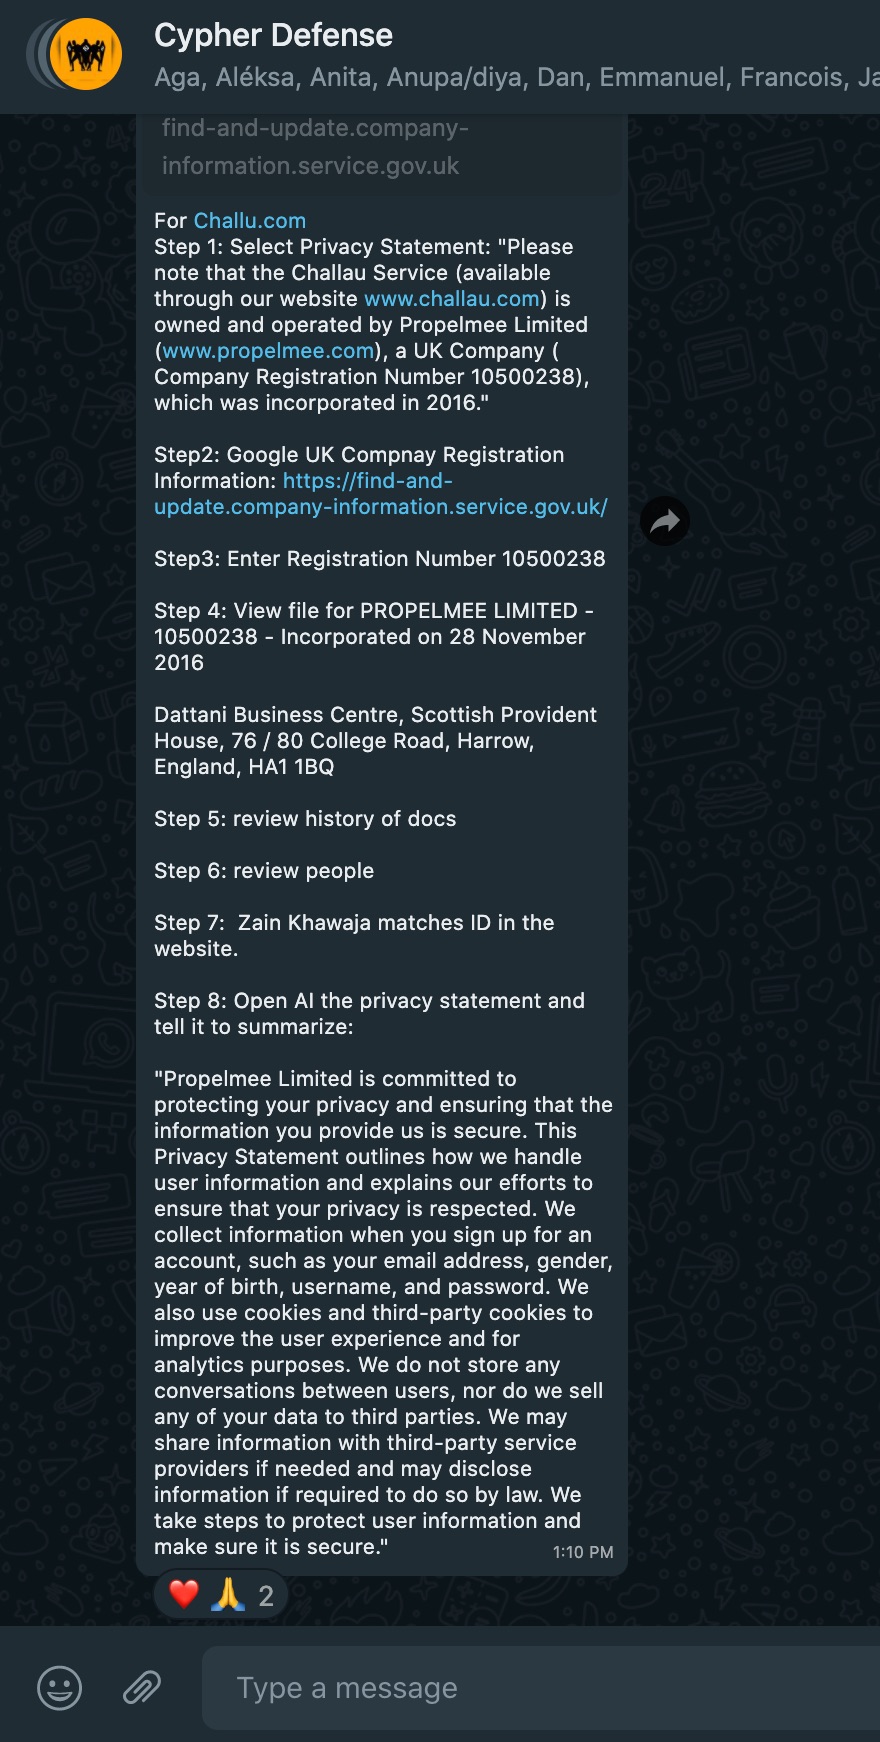 Cypher Defense
Aga, Aléksa, Anita, Anupa/diya, Dan, Emmanuel, Francois, Ja
find-and-update.company-
information.service.gov.uk
For Challu.com
Step 1: Select Privacy Statement: "Please
note that the Challau Service (available
through our website www.challau.com) is
owned and operated by Propelmee Limited
(www.propelmee.com), a UK Company (
Company Registration Number 10500238),
which was incorporated in 2016."
Step2: Google UK Compnay Registration
Information: https://find-and-
update.company-information.service.gov.uk/
Step3: Enter Registration Number 10500238
Step 4: View file for PROPELMEE LIMITED -
10500238 - Incorporated on 28 November
2016
Dattani Business Centre, Scottish Provident
House, 76 / 80 College Road, Harrow,
England, HA1 1BQ
Step 5: review history of docs
Step 6: review people
Step 7:  Zain Khawaja matches ID in the
website.
Step 8: Open AI the privacy statement and
tell it to summarize:
"Propelmee Limited is committed to
protecting your privacy and ensuring that the
information you provide us is secure. This
Privacy Statement outlines how we handle
user information and explains our efforts to
ensure that your privacy is respected. We
collect information when you sign up for an
account, such as your email address, gender,
year of birth, username, and password. We
also use cookies and third-party cookies to
improve the user experience and for
analytics purposes. We do not store any
conversations between users, nor do we sell
any of your data to third parties. We may
share information with third-party service
providers if needed and may disclose
information if required to do so by law. We
take steps to protect user information and
make sure it is secure."
1:10 PM
2
Type a message